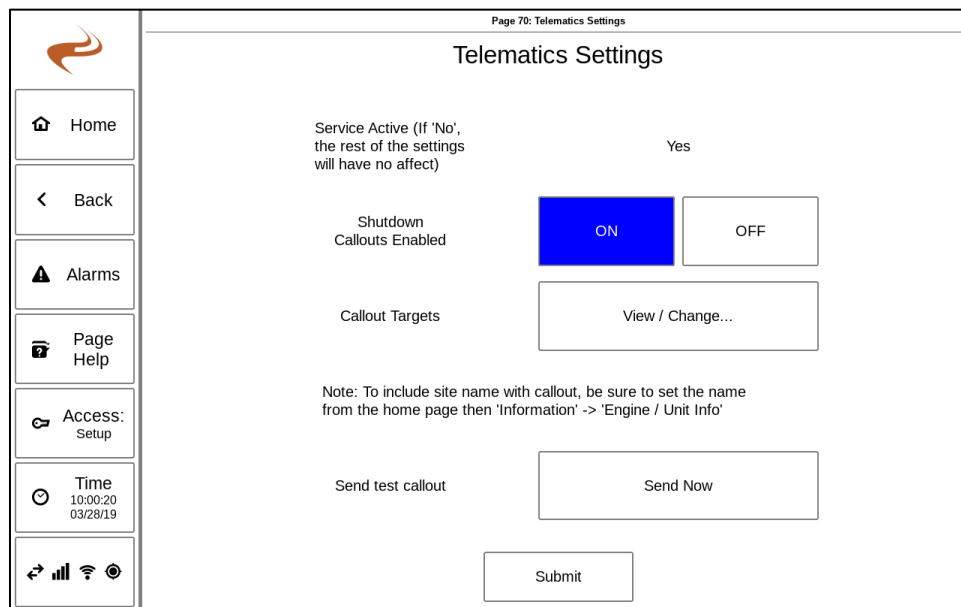 Page 70: Telematics Settings
Telematics Settings
Home
Back
Alarms
Page
Help
Access:
Setup
Time
10:00:20
03/28/19
Service Active (If 'No',
the rest of the settings
will have no affect)
Yes
Shutdown
Callouts Enabled
ON
OFF
Callout Targets
View / Change...
Note: To include site name with callout, be sure to set the name
from the home page then 'Information' -> 'Engine / Unit Info'
Send test callout
Send Now
Submit